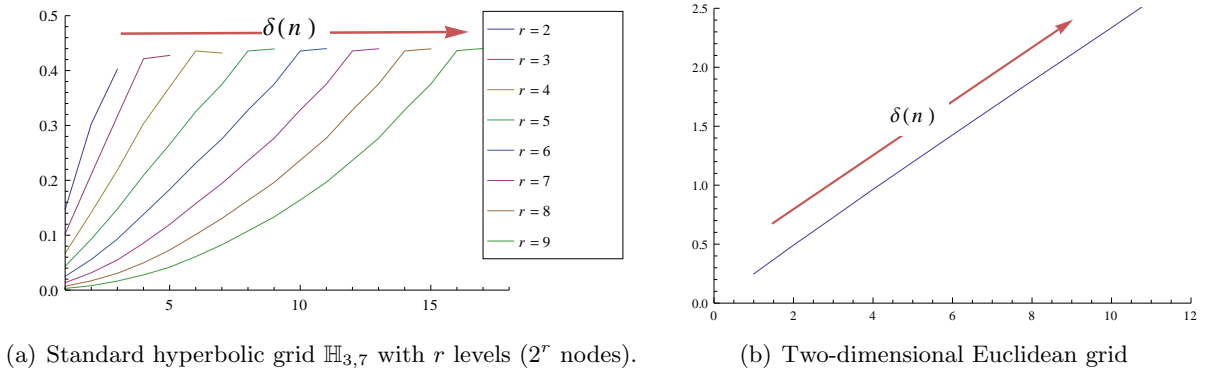 0.5
0.4
0.3
0.2
0.1
0.0
5
10
15
δ(n)
r = 2
r = 3
r = 4
r = 5
r = 6
r = 7
r = 8
r = 9
(a) Standard hyperbolic grid ℍ₃,₇ with r levels (2ʳ nodes).
2.5
2.0
1.5
1.0
0.5
0.0
0
2
4
6
8
10
12
δ(n)
(b) Two-dimensional Euclidean grid